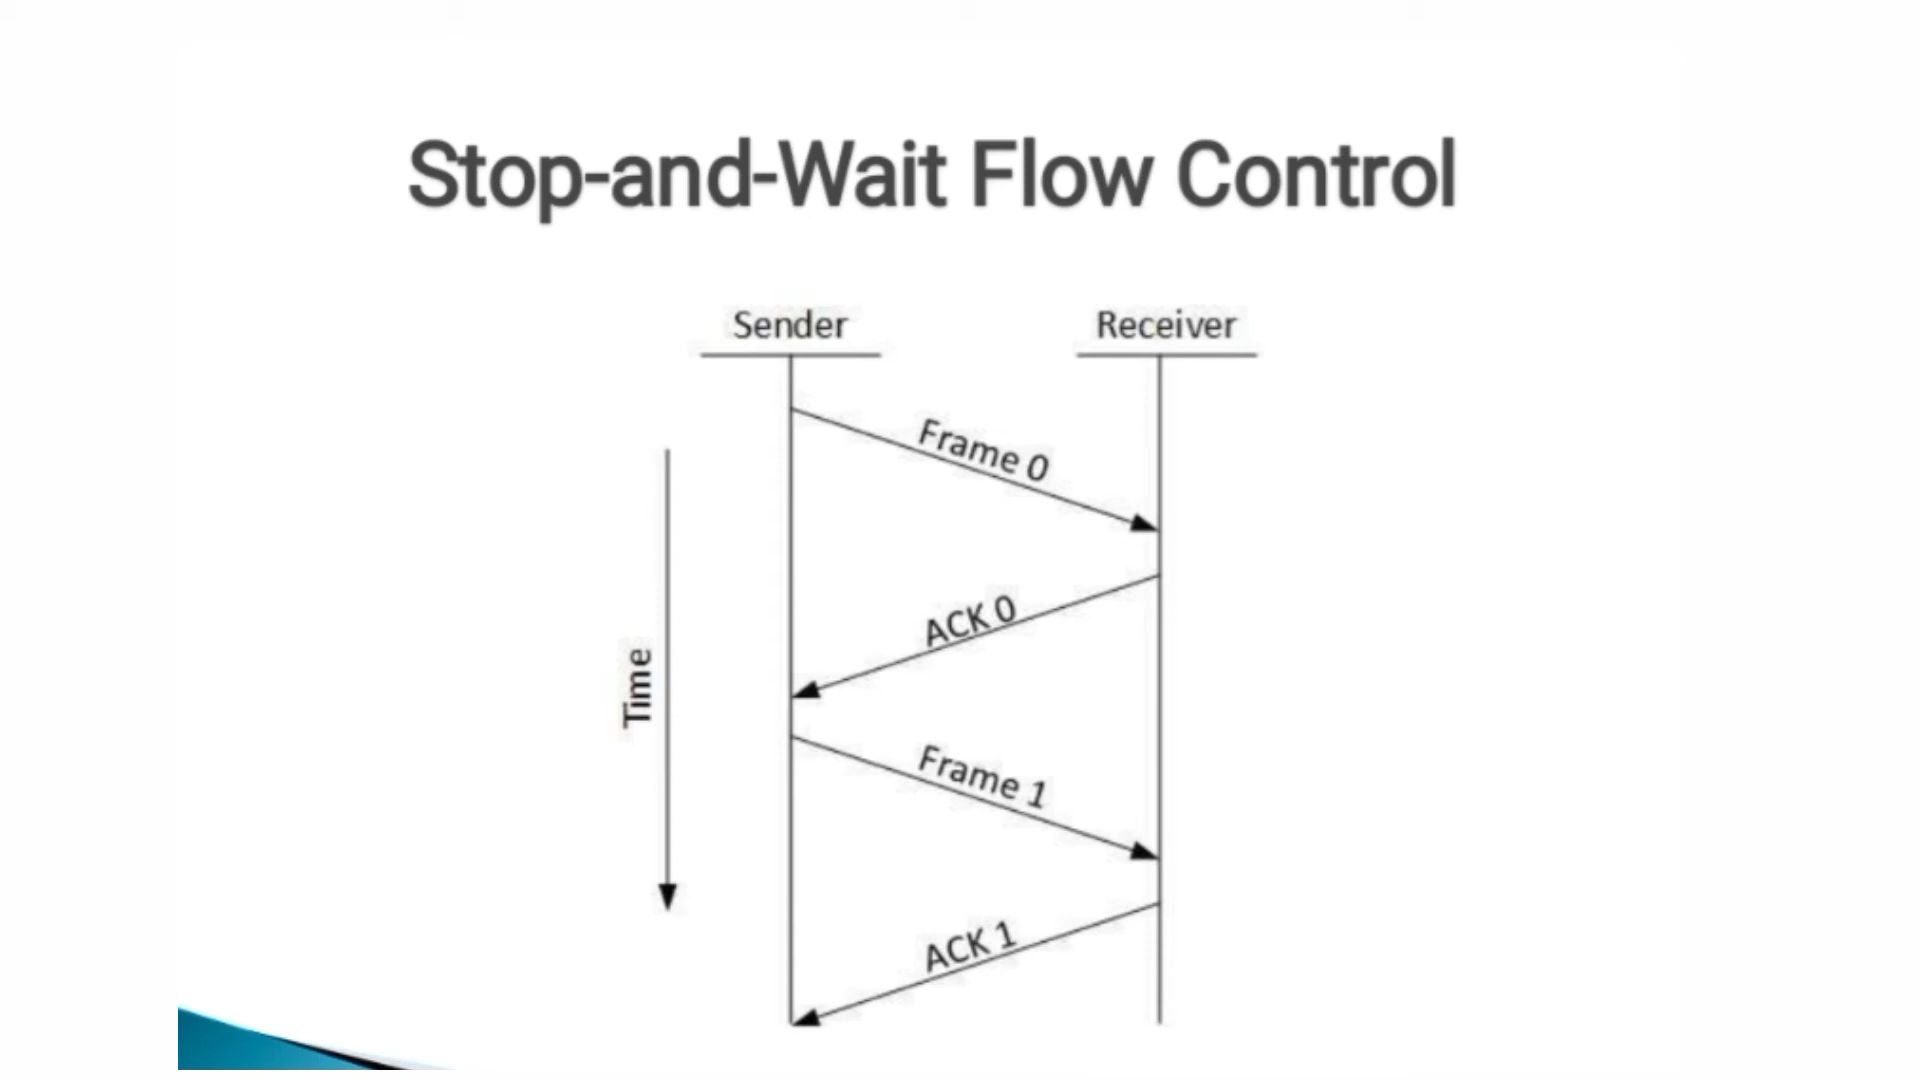 Stop-and-Wait Flow Control
Sender
Receiver
Frame 0
ACK 0
Time
Frame 1
ACK 1